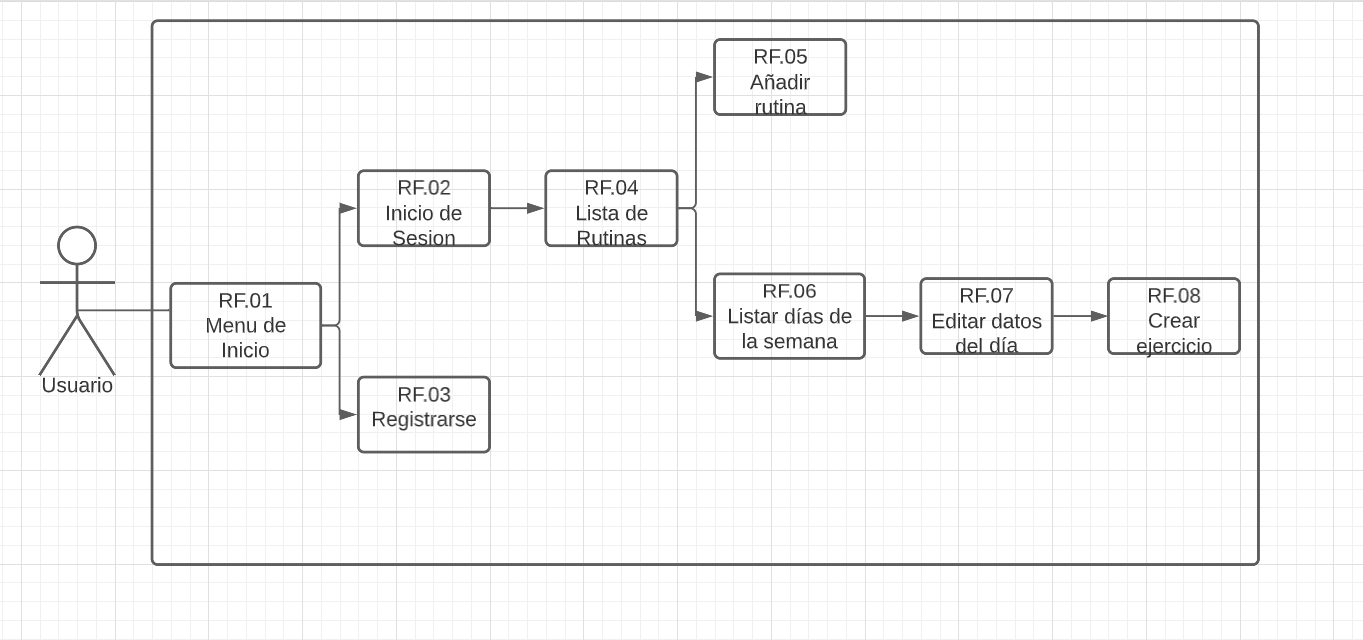 RF.05
Añadir
rutina
RF.02
Inicio de
Sesion
RF.04
Lista de
Rutinas
RF.01
Menu de
Inicio
RF.06
Listar días de
la semana
RF.07
Editar datos
del día
RF.08
Crear
ejercicio
Usuario
RF.03
Registrarse